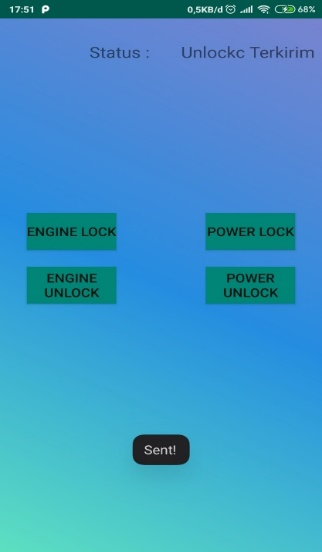 17:51 P 0,5KB/d 68%
Status : Unlockc Terkirim
ENGINE LOCK POWER LOCK
ENGINE POWER
UNLOCK UNLOCK
Sent!